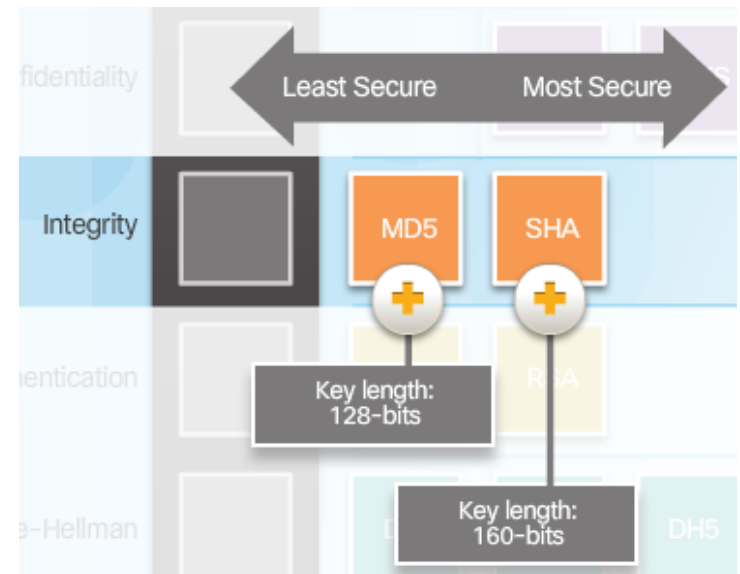 fidentiality
Least Secure
Most Secure
S
Integrity
MD5
SHA
entication
RSA
Key length:
128-bits
e-Hellman
D
Key length:
160-bits
DH5